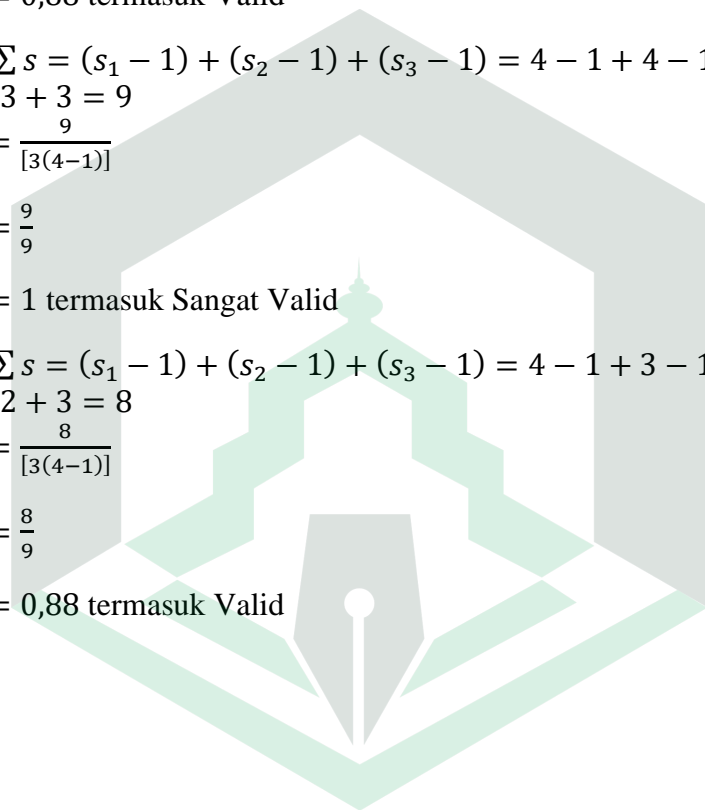 = 0,88 termasuk Valid
∑ s = (s₁ − 1) + (s₂ − 1) + (s₃ − 1) = 4 − 1 + 4 − 1
3 + 3 = 9
= 9/[3(4−1)]
= 9/9
= 1 termasuk Sangat Valid
∑ s = (s₁ − 1) + (s₂ − 1) + (s₃ − 1) = 4 − 1 + 3 − 1
2 + 3 = 8
= 8/[3(4−1)]
= 8/9
= 0,88 termasuk Valid